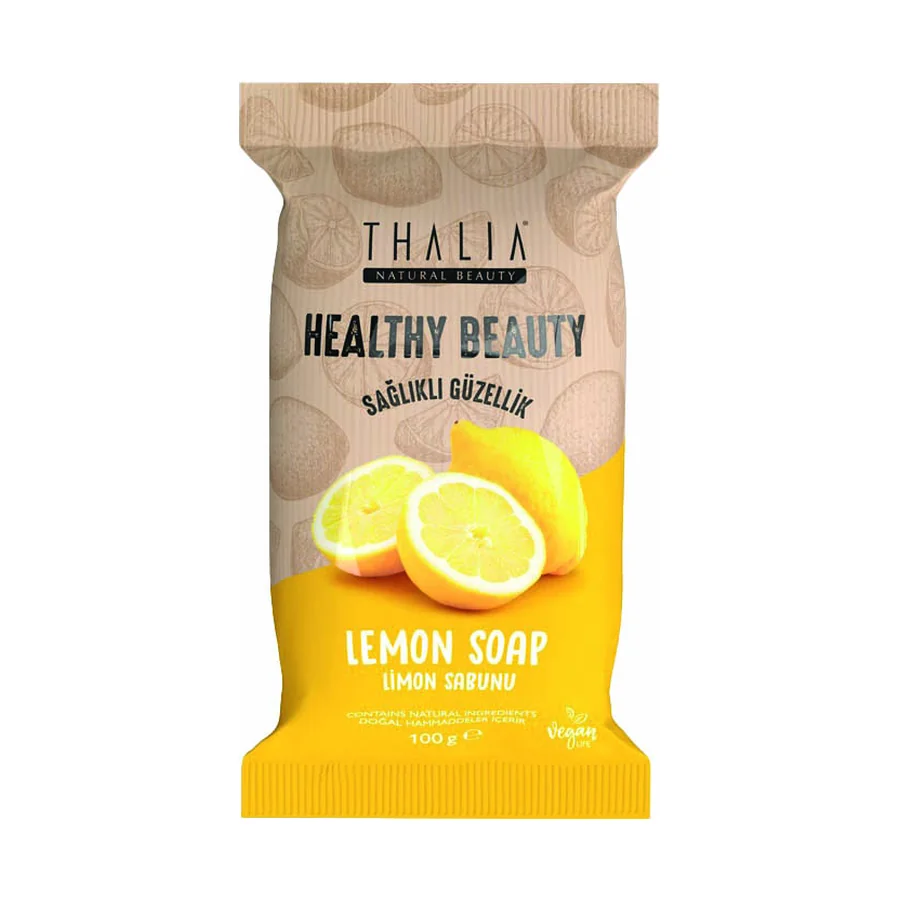 THALIA®
NATURAL BEAUTY
HEALTHY BEAUTY
SAĞLIKLI GÜZELLİK
LEMON SOAP
LİMON SABUNU
CONTAINS NATURAL INGREDIENTS
DOĞAL HAMMADDELER İÇERİR
100 g ℮
vegan
LIFE